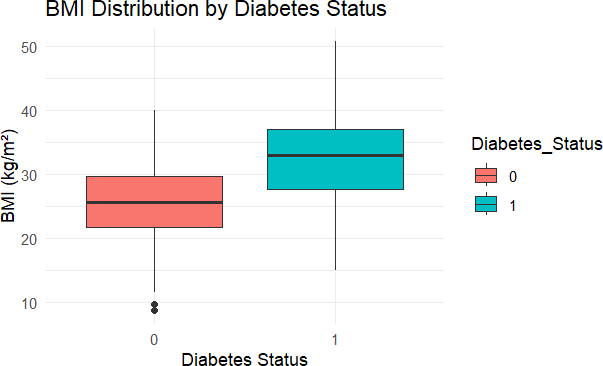 BMI Distribution by Diabetes Status
BMI (kg/m²)
50
40
30
20
10
0
1
Diabetes Status
Diabetes_Status
0
1